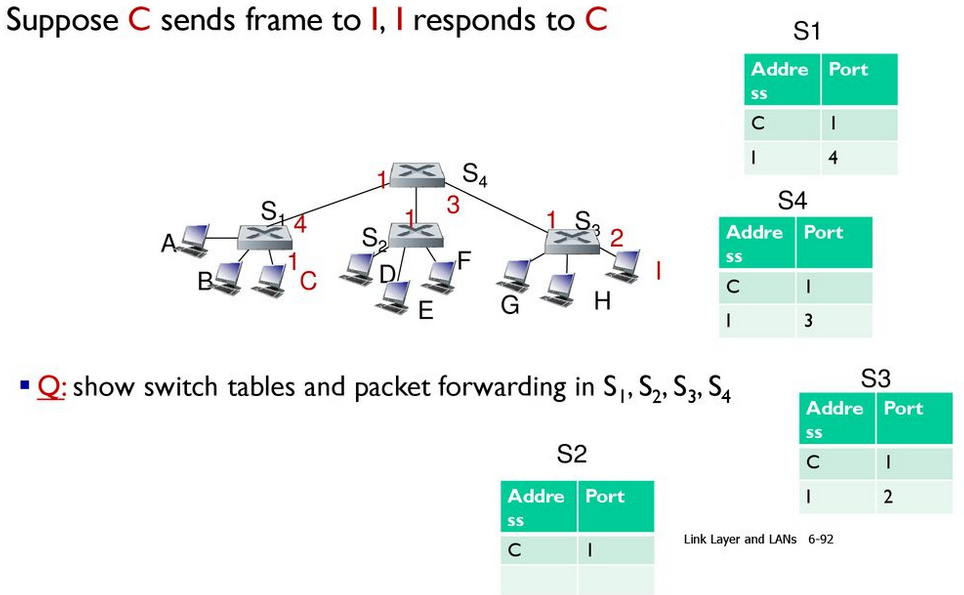 Suppose C sends frame to I, I responds to C
S1
Addre
ss
Port
C 1
I 4
S4
Addre
ss
Port
C 1
I 3
1
S4
3
S1
4
1
S2
1
S3
2
A
B
1
C
D
E
F
G
H
I
Q: show switch tables and packet forwarding in S1, S2, S3, S4
S3
Addre
ss
Port
C 1
I 2
S2
Addre
ss
Port
C 1
Link Layer and LANs 6-92